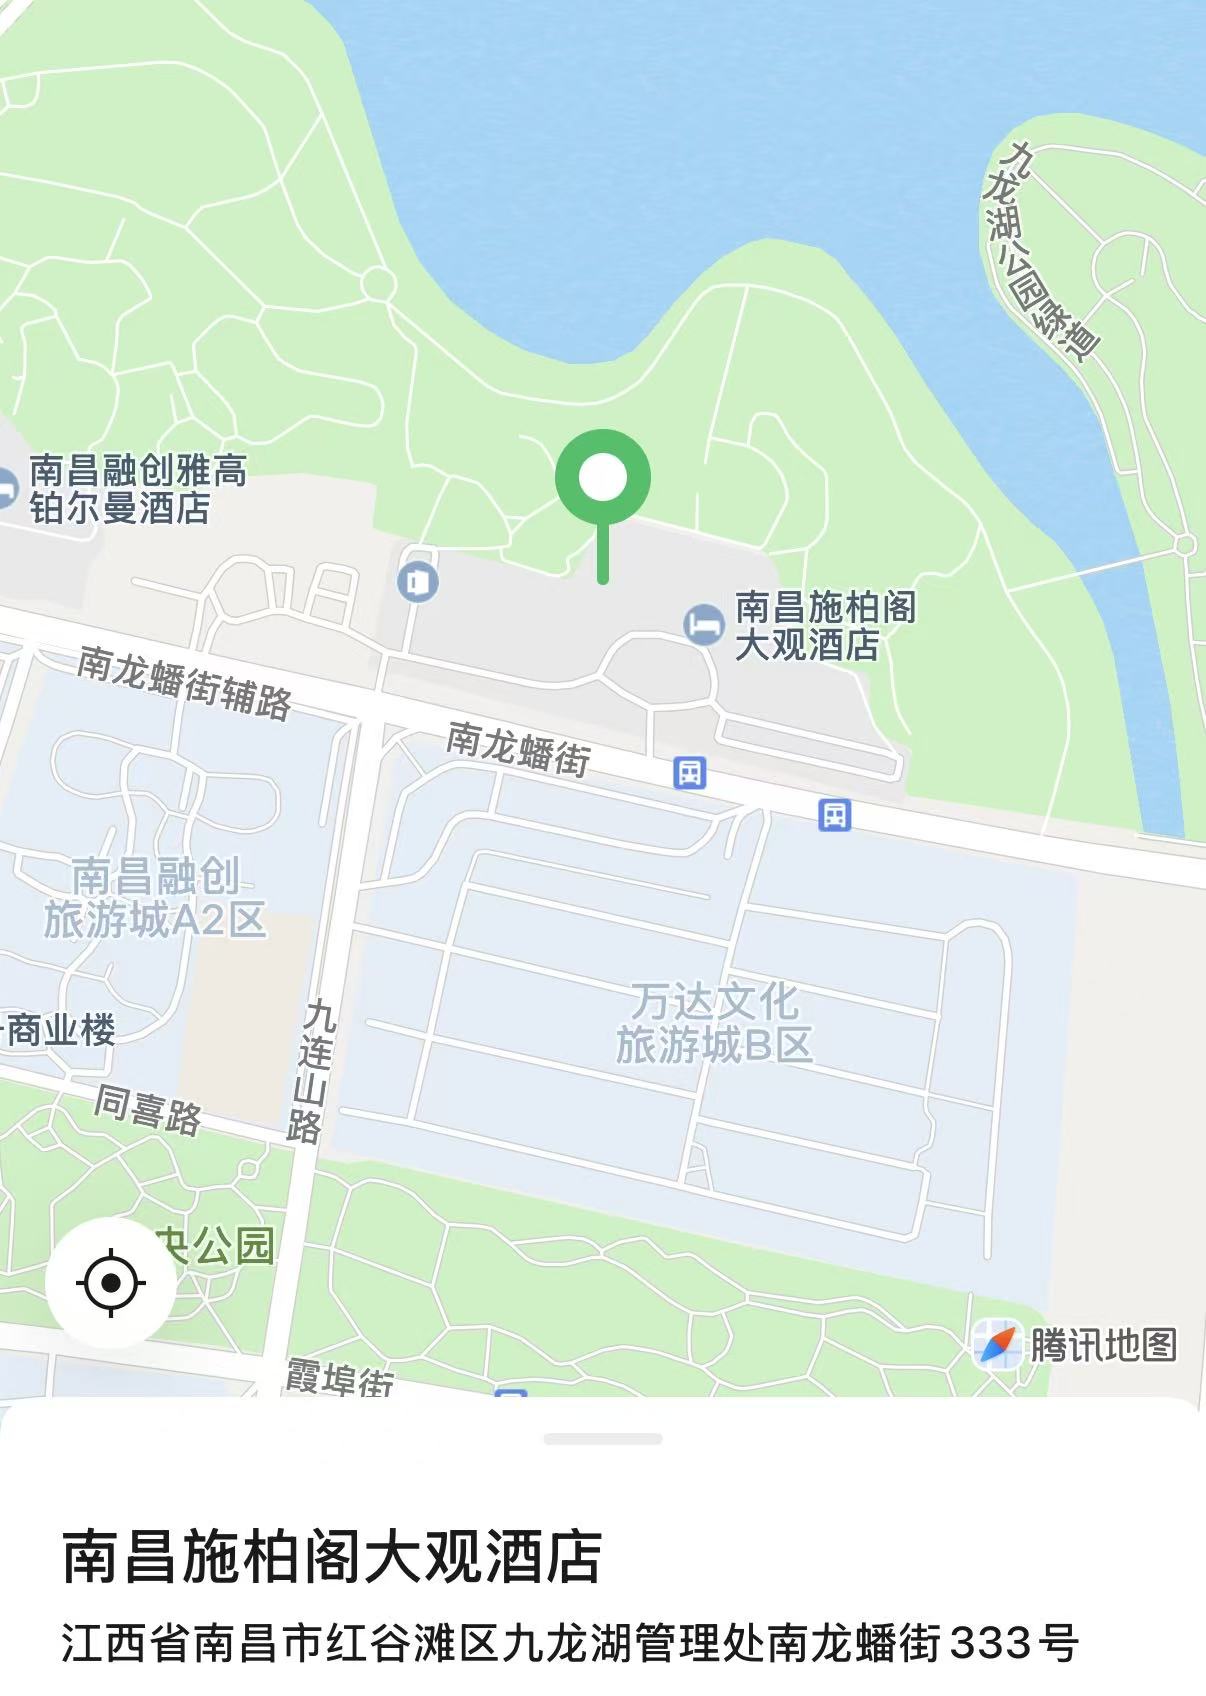 九龙湖公园绿道
南昌融创雅高
铂尔曼酒店
南昌施柏阁
大观酒店
南龙蟠街辅路
南龙蟠街
南昌融创
旅游城A2区
万达文化
旅游城B区
商业楼
九连山路
同喜路
央公园
霞埠街
腾讯地图
南昌施柏阁大观酒店
江西省南昌市红谷滩区九龙湖管理处南龙蟠街333号